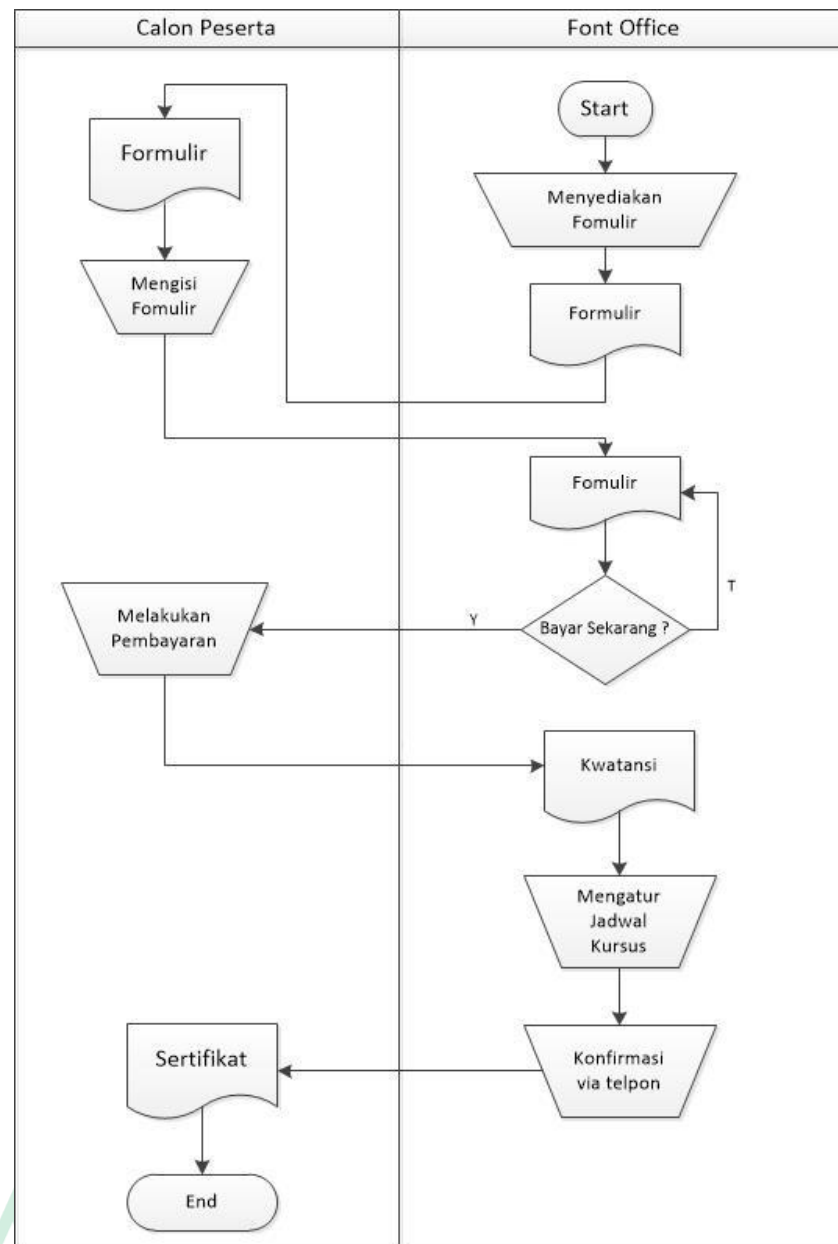 Calon Peserta
Font Office
Start
Menyediakan
Fomulir
Formulir
Formulir
Mengisi
Fomulir
Fomulir
Bayar Sekarang ?
T
Y
Melakukan
Pembayaran
Kwatansi
Mengatur
Jadwal
Kursus
Konfirmasi
via telpon
Sertifikat
End